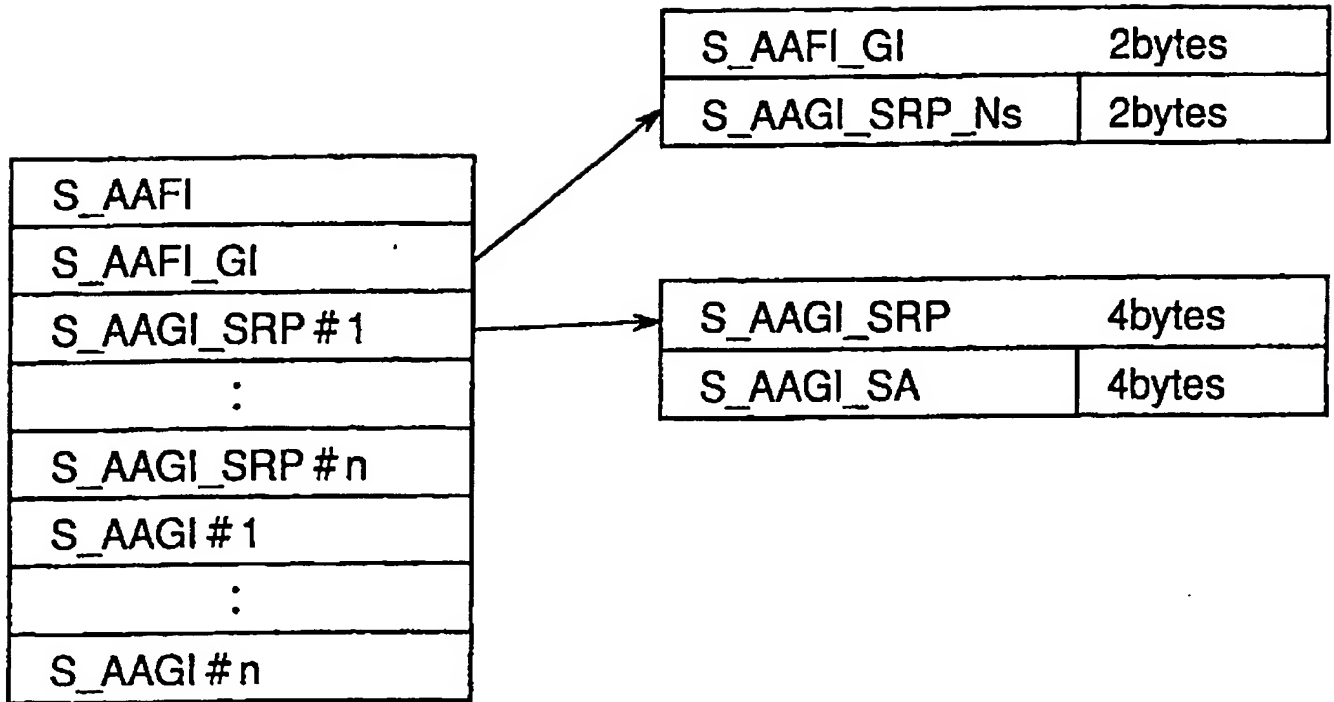 S_AAFI
S_AAFI_GI
S_AAGI_SRP#1
:
S_AAGI_SRP#n
S_AAGI#1
:
S_AAGI#n
S_AAFI_GI 2bytes
S_AAGI_SRP_Ns 2bytes
S_AAGI_SRP 4bytes
S_AAGI_SA 4bytes